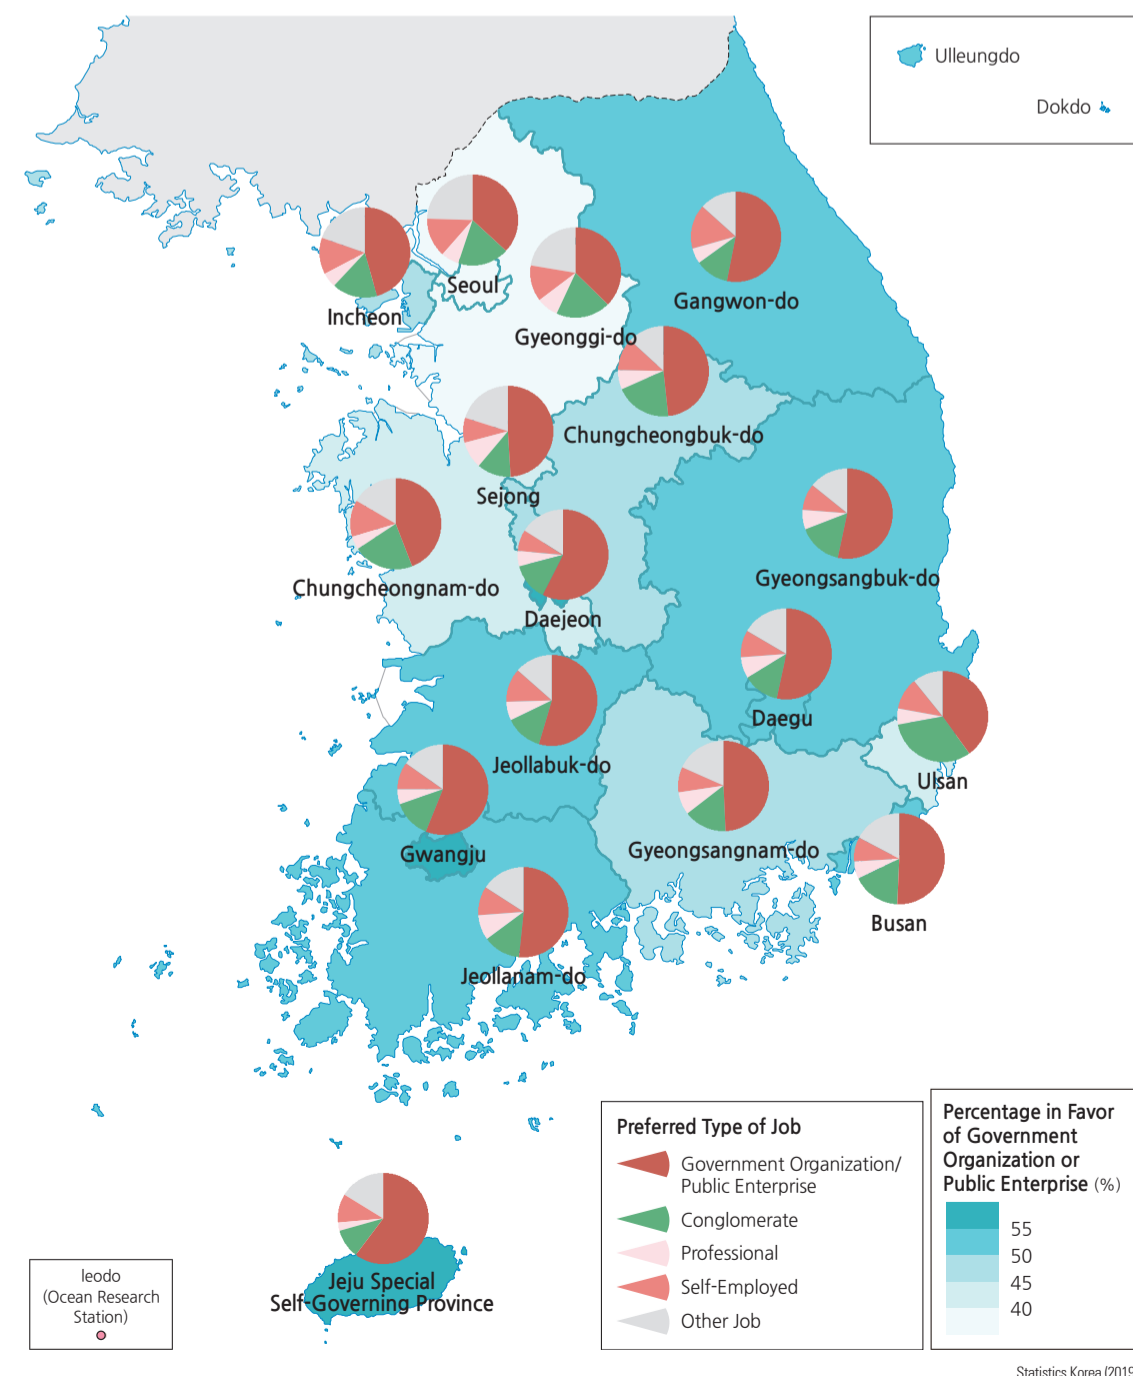 Ulleungdo
Dokdo
Seoul
Incheon
Gyeonggi-do
Gangwon-do
Chungcheongbuk-do
Sejong
Chungcheongnam-do
Daejeon
Gyeongsangbuk-do
Daegu
Jeollabuk-do
Ulsan
Gwangju
Gyeongsangnam-do
Busan
Jeollanam-do
Jeju Special
Self-Governing Province
Ieodo
(Ocean Research
Station)
Preferred Type of Job
Government Organization/
Public Enterprise
Conglomerate
Professional
Self-Employed
Other Job
Percentage in Favor
of Government
Organization or
Public Enterprise (%)
55
50
45
40
Statistics Korea (2019